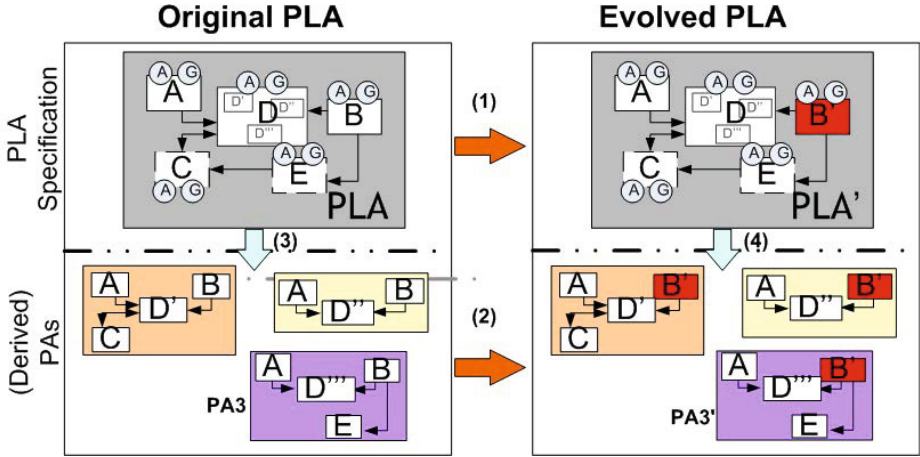 Original PLA
Evolved PLA
PLA
Specification
A G
A
A G
D'
D
D''
D'''
A G
B
C
A G
A G
E
PLA
(1)
A G
A
A G
D'
D
D''
D'''
A G
B'
C
A G
A G
E
PLA'
(3)
(4)
(Derived)
PAs
A
B
D'
C
A
B
D''
PA3
A
B
D'''
E
(2)
A
B'
D'
C
A
B'
D''
PA3'
A
B'
D'''
E